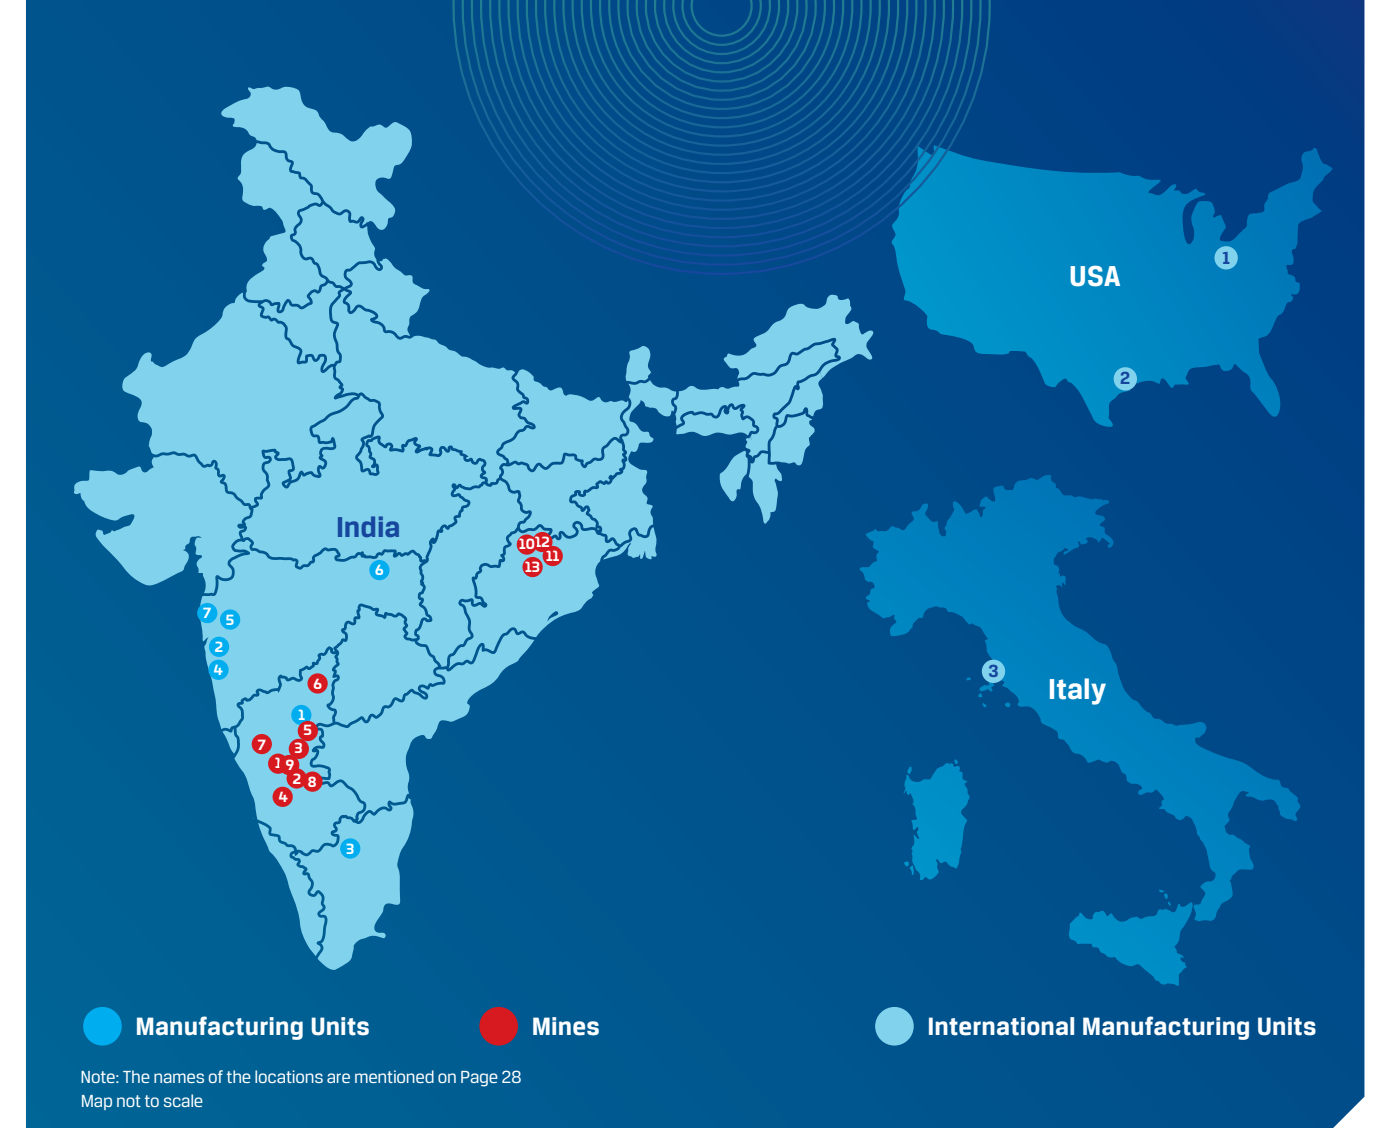 USA
1
2
India
6
10
12
11
13
7
5
2
4
6
1
5
7
3
1
9
2
8
4
3
3
Italy
Manufacturing Units
Mines
International Manufacturing Units
Note: The names of the locations are mentioned on Page 28
Map not to scale